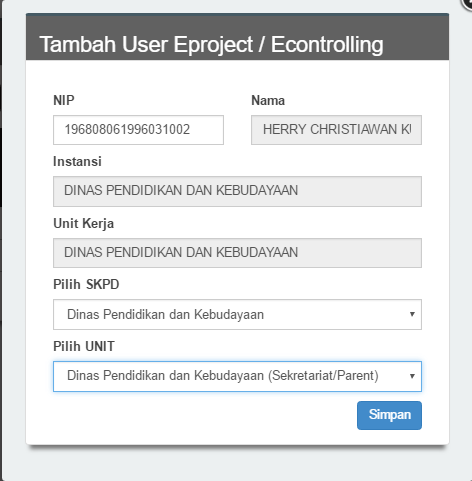 Tambah User Eproject / Econtrolling
NIP
Nama
196808061996031002
HERRY CHRISTIAWAN
Instansi
DINAS PENDIDIKAN DAN KEBUDAYAAN
Unit Kerja
DINAS PENDIDIKAN DAN KEBUDAYAAN
Pilih SKPD
Dinas Pendidikan dan Kebudayaan
Pilih UNIT
Dinas Pendidikan dan Kebudayaan (Sekretariat/Parent)
Simpan